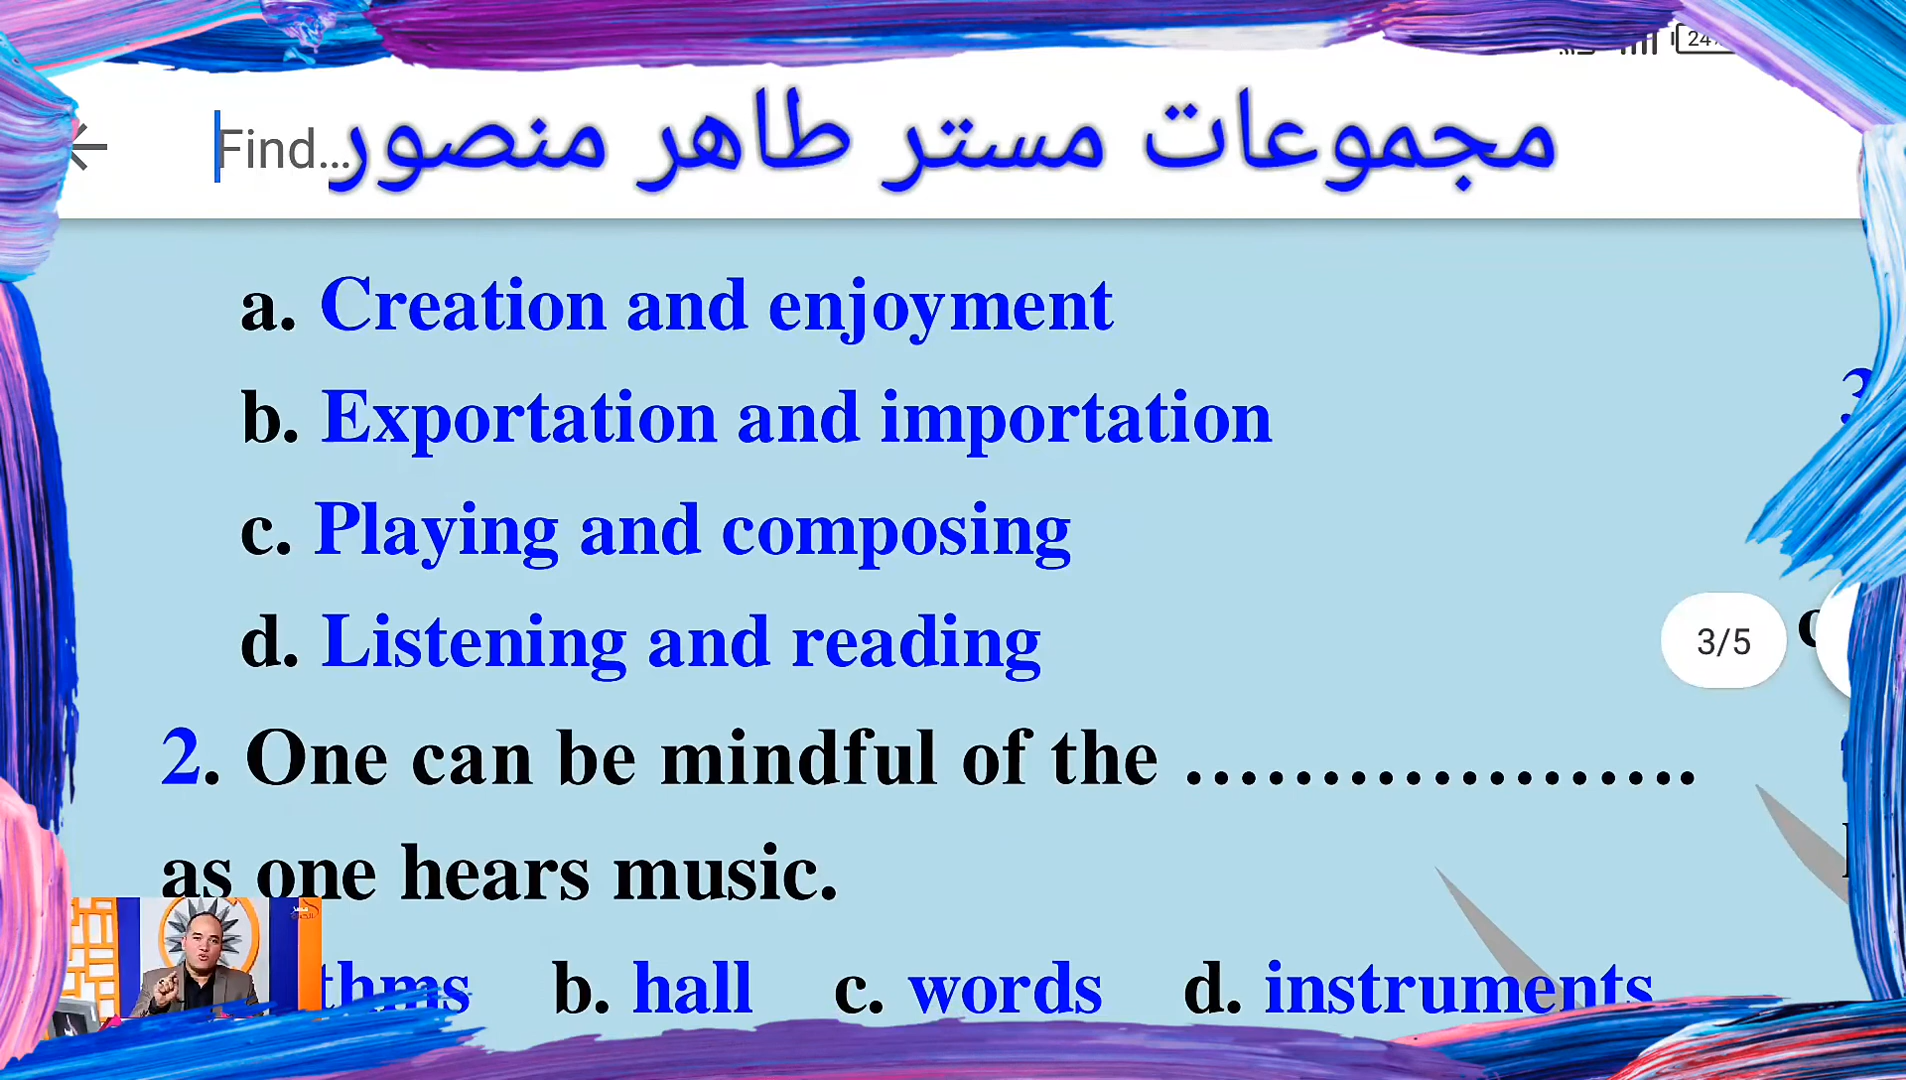 24
Find...
مجموعات مستر طاهر منصور
a. Creation and enjoyment
b. Exportation and importation
c. Playing and composing
d. Listening and reading
3/5
2. One can be mindful of the ...................
as one hears music.
thms b. hall c. words d. instruments